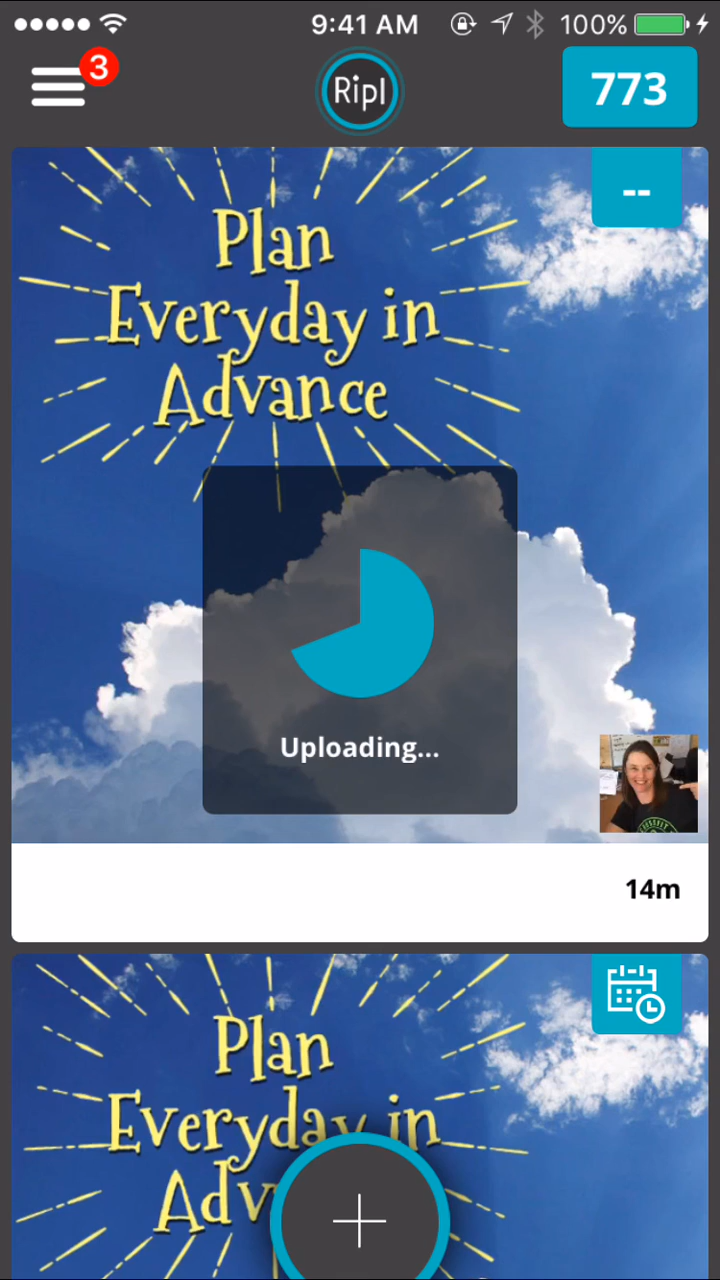 9:41 AM
100%
3
Ripl
773
--
Plan
Everyday in
Advance
Uploading...
14m
Plan
Everyday in
Adv